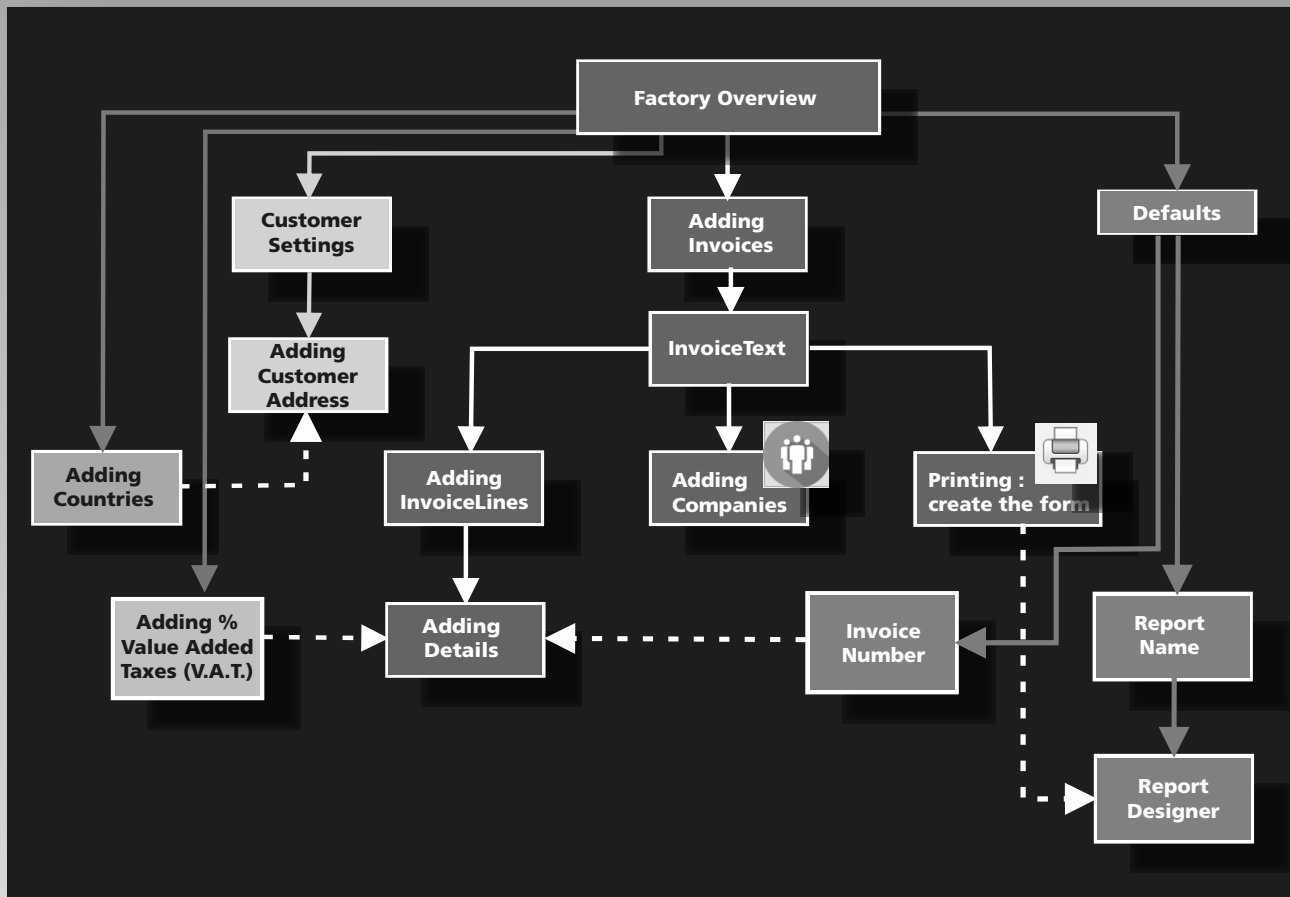 Factory Overview
Customer
Settings
Adding
Invoices
Defaults
Adding
Customer
Address
InvoiceText
Adding
Countries
Adding
InvoiceLines
Adding
Companies
Printing :
create the form
Adding %
Value Added
Taxes (V.A.T.)
Adding
Details
Invoice
Number
Report
Name
Report
Designer